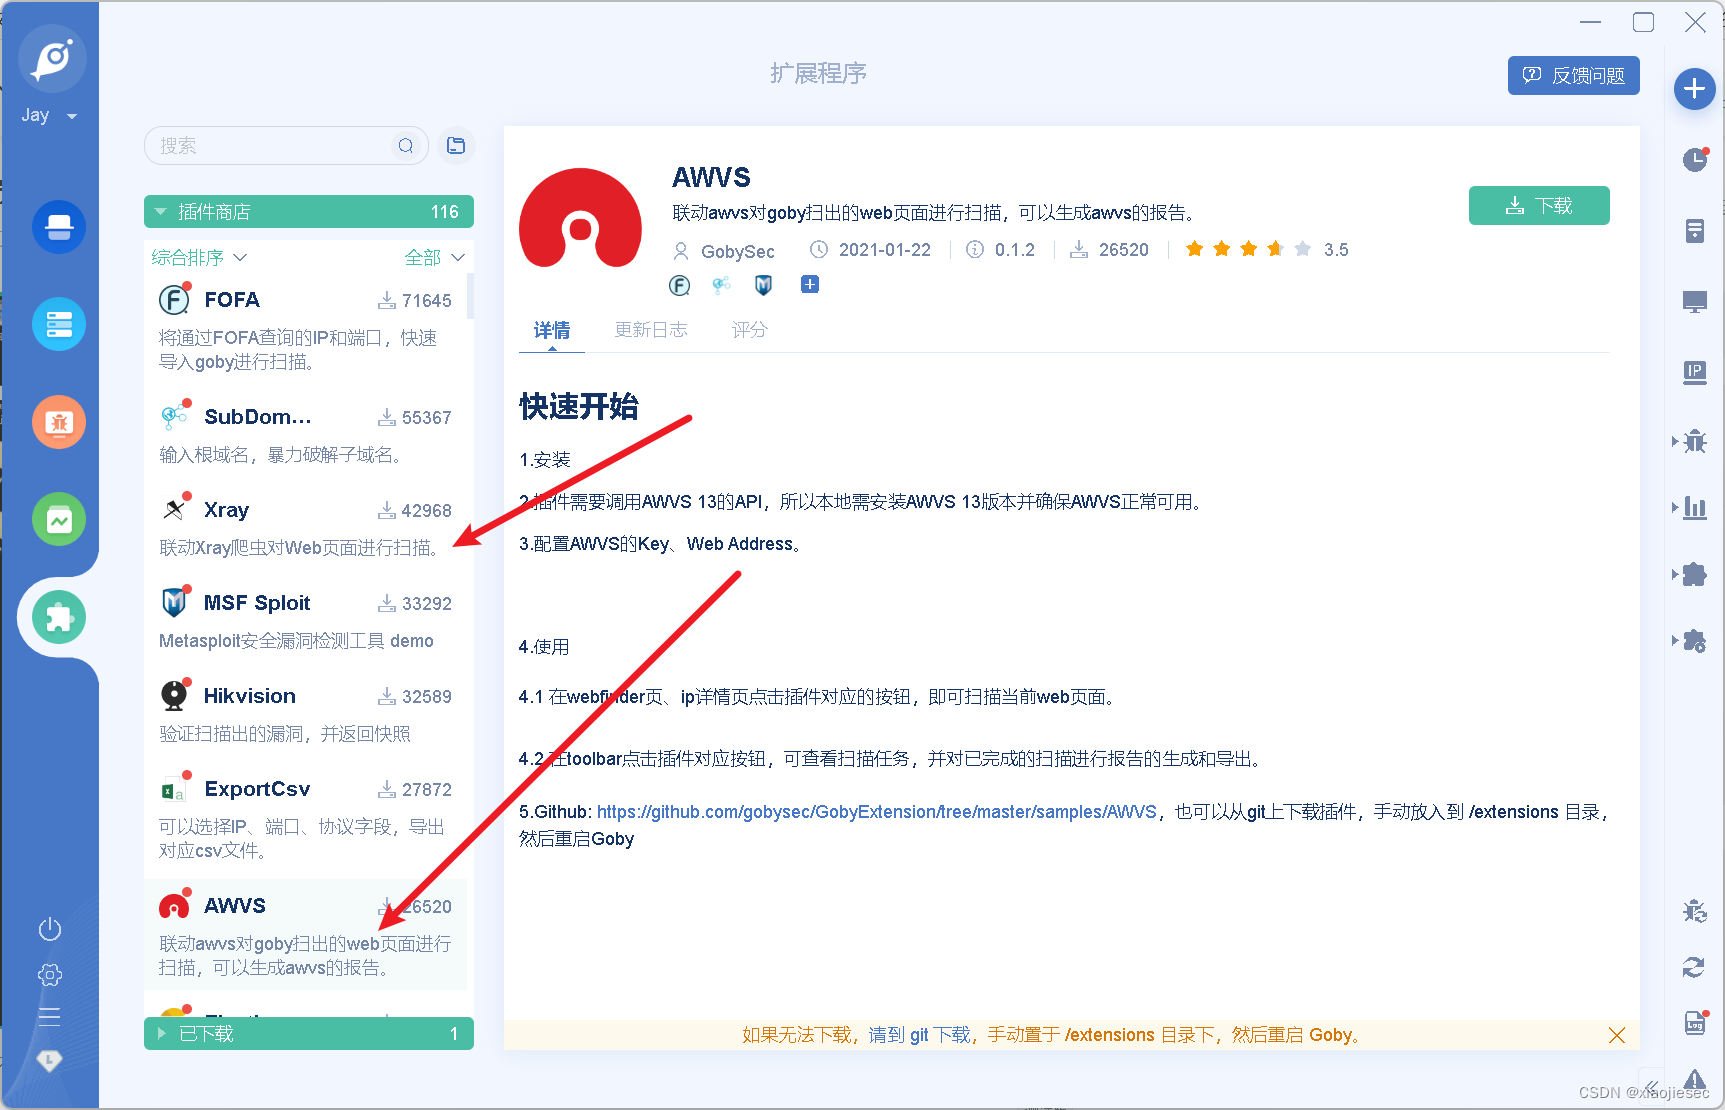 Jay
扩展程序
反馈问题
搜索
插件商店 116
综合排序 全部
FOFA 71645
将通过FOFA查询的IP和端口，快速
导入goby进行扫描。
SubDom... 55367
输入根域名，暴力破解子域名。
Xray 42968
联动Xray爬虫对Web页面进行扫描。
MSF Sploit 33292
Metasploit安全漏洞检测工具 demo
Hikvision 32589
验证扫描出的漏洞，并返回快照
ExportCsv 27872
可以选择IP、端口、协议字段，导出
对应csv文件。
AWVS 26520
联动awvs对goby扫出的web页面进行
扫描，可以生成awvs的报告。
已下载 1
AWVS
联动awvs对goby扫出的web页面进行扫描，可以生成awvs的报告。
下载
GobySec 2021-01-22 0.1.2 26520 3.5
详情 更新日志 评分
快速开始
1.安装
2.插件需要调用AWVS 13的API，所以本地需安装AWVS 13版本并确保AWVS正常可用。
3.配置AWVS的Key、Web Address。
4.使用
4.1 在webfinder页、ip详情页点击插件对应的按钮，即可扫描当前web页面。
4.2 在toolbar点击插件对应按钮，可查看扫描任务，并对已完成的扫描进行报告的生成和导出。
5.Github: https://github.com/gobysec/GobyExtension/tree/master/samples/AWVS，也可以从git上下载插件，手动放入到 /extensions 目录，
然后重启Goby
如果无法下载，请到 git 下载，手动置于 /extensions 目录下，然后重启 Goby。
IP
Log
CSDN @xiaojiesec